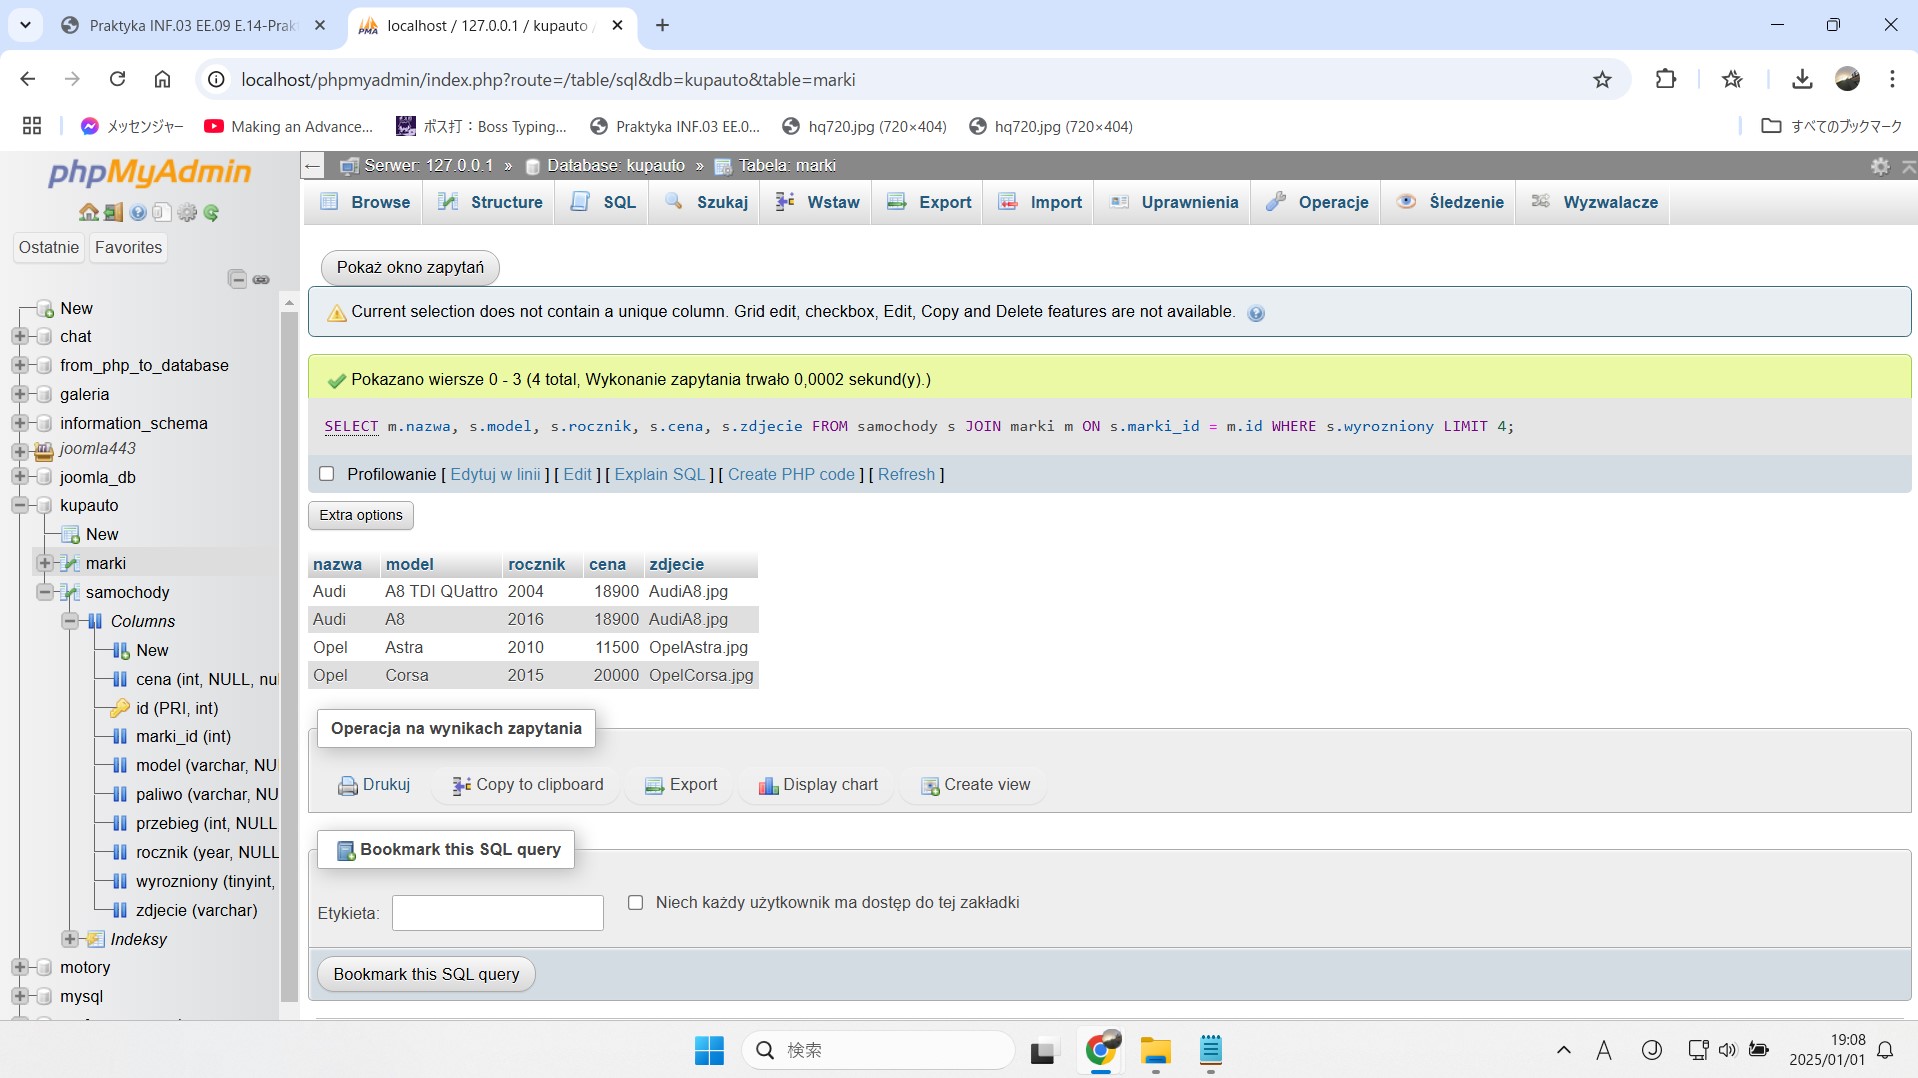 Praktyka INF.03 EE.09 E.14-Prak
localhost / 127.0.0.1 / kupauto /
localhost/phpmyadmin/index.php?route=/table/sql&db=kupauto&table=marki
メッセンジャー
Making an Advance...
ボス打：Boss Typing...
Praktyka INF.03 EE.0...
hq720.jpg (720×404)
hq720.jpg (720×404)
すべてのブックマーク
phpMyAdmin
Ostatnie
Favorites
New
chat
from_php_to_database
galeria
information_schema
joomla443
joomla_db
kupauto
New
marki
samochody
Columns
New
cena (int, NULL, nul
id (PRI, int)
marki_id (int)
model (varchar, NU
paliwo (varchar, NU
przebieg (int, NULL
rocznik (year, NULL
wyrozniony (tinyint,
zdjecie (varchar)
Indeksy
motory
mysql
Serwer: 127.0.0.1 » Database: kupauto » Tabela: marki
Browse
Structure
SQL
Szukaj
Wstaw
Export
Import
Uprawnienia
Operacje
Śledzenie
Wyzwalacze
Pokaż okno zapytań
Current selection does not contain a unique column. Grid edit, checkbox, Edit, Copy and Delete features are not available.
Pokazano wiersze 0 - 3 (4 total, Wykonanie zapytania trwało 0,0002 sekund(y).)
SELECT m.nazwa, s.model, s.rocznik, s.cena, s.zdjecie FROM samochody s JOIN marki m ON s.marki_id = m.id WHERE s.wyrozniony LIMIT 4;
Profilowanie [ Edytuj w linii ] [ Edit ] [ Explain SQL ] [ Create PHP code ] [ Refresh ]
Extra options
nazwa model rocznik cena zdjecie
Audi A8 TDI QUattro 2004 18900 AudiA8.jpg
Audi A8 2016 18900 AudiA8.jpg
Opel Astra 2010 11500 OpelAstra.jpg
Opel Corsa 2015 20000 OpelCorsa.jpg
Operacja na wynikach zapytania
Drukuj
Copy to clipboard
Export
Display chart
Create view
Bookmark this SQL query
Etykieta:
Niech każdy użytkownik ma dostęp do tej zakładki
Bookmark this SQL query
検索
A
19:08
2025/01/01